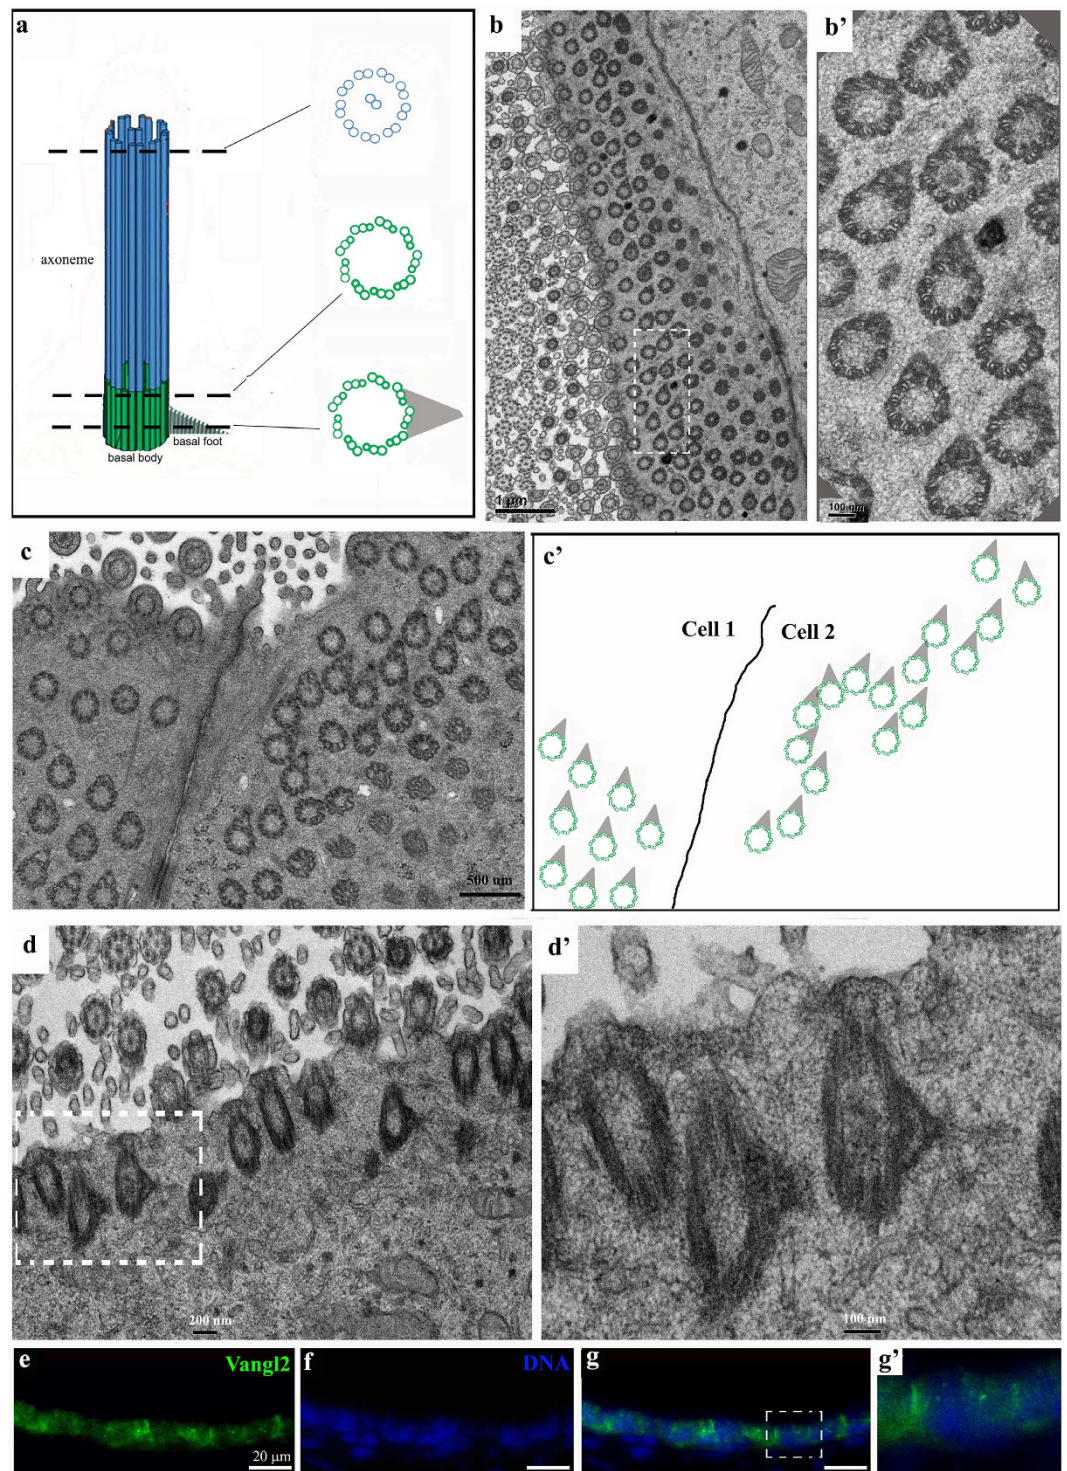 a
axoneme
basal foot
basal body
b
1 µm
b’
100 nm
c
500 nm
c’
Cell 1
Cell 2
d
200 nm
d’
100 nm
e
Vangl2
20 µm
f
DNA
g
g’